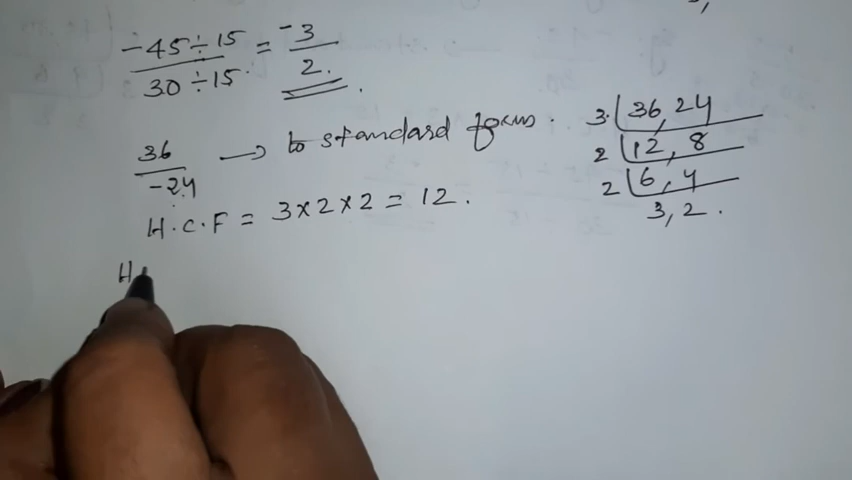 -45÷15 / 30÷15 = -3/2.
36/-24 → to standard form.
H.C.F = 3×2×2 = 12.
H
3 | 36, 24
2 | 12, 8
2 | 6, 4
3, 2.